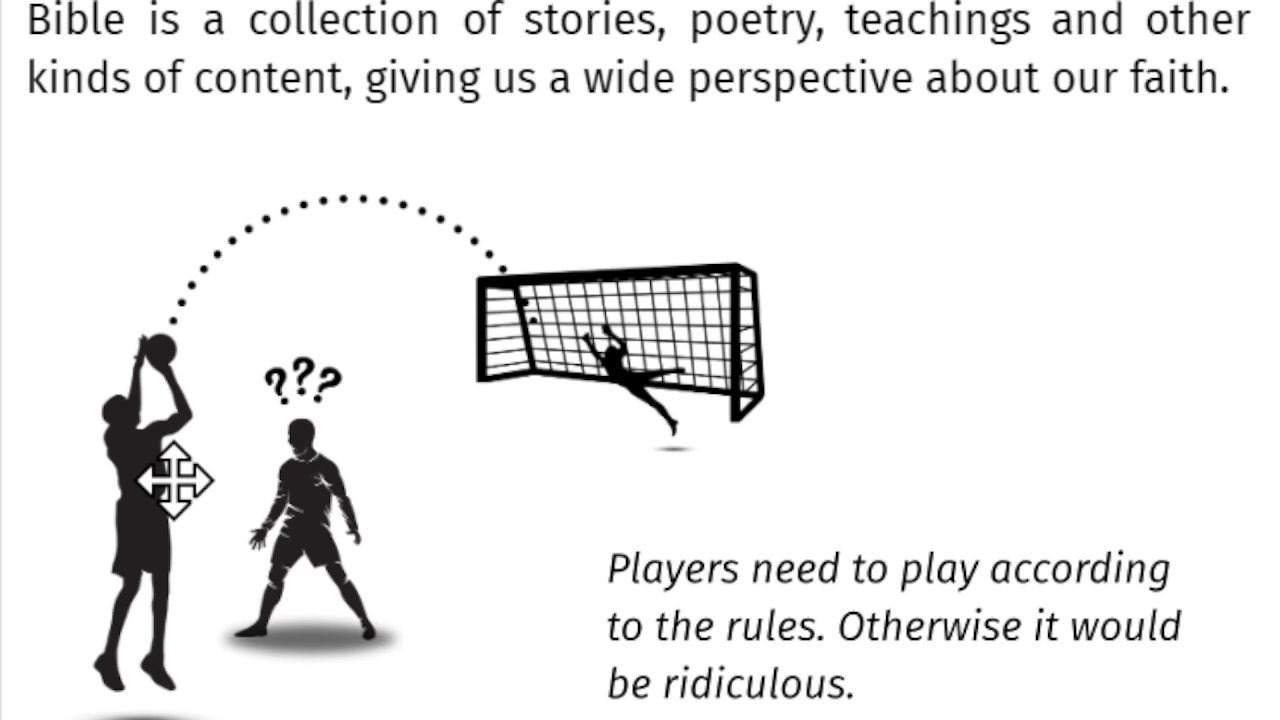 Bible is a collection of stories, poetry, teachings and other
kinds of content, giving us a wide perspective about our faith.
???
Players need to play according
to the rules. Otherwise it would
be ridiculous.